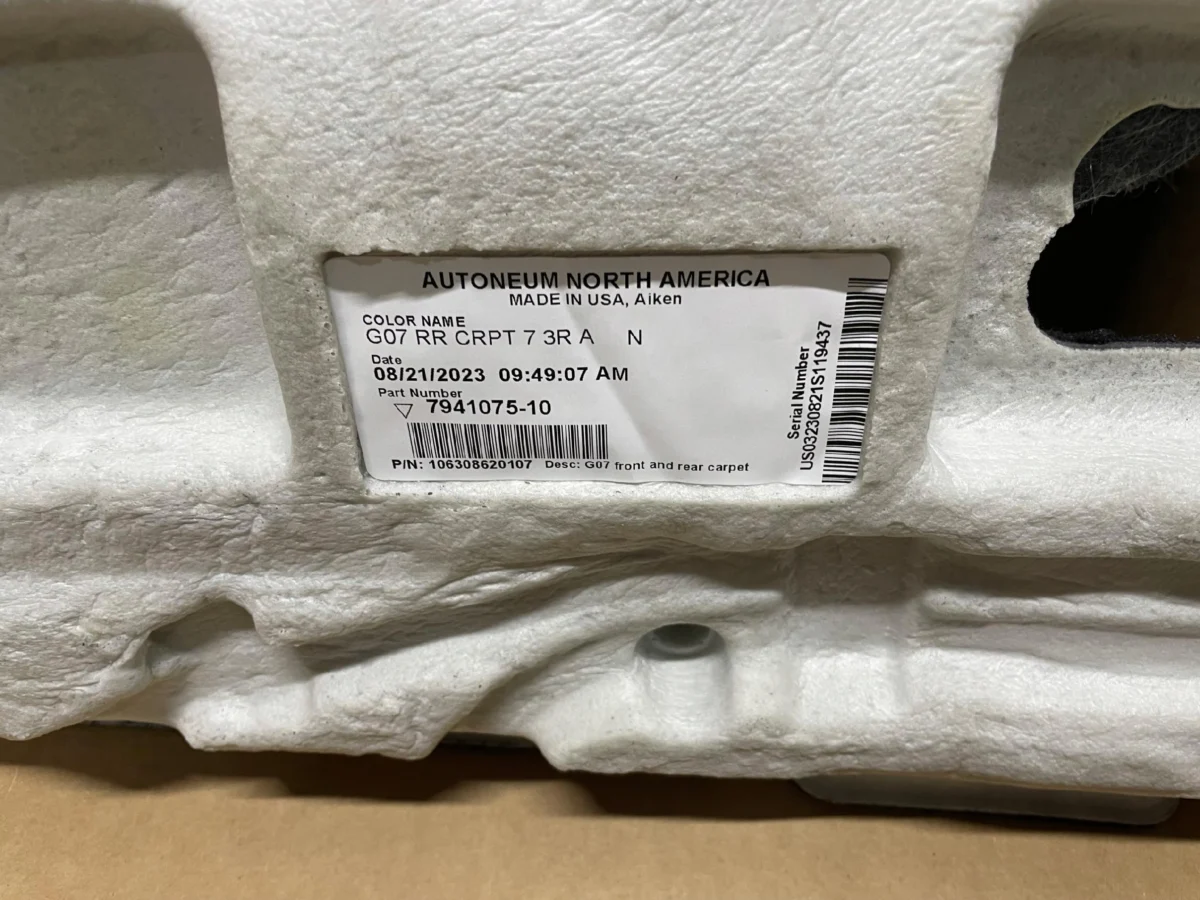 AUTONEUM NORTH AMERICA
MADE IN USA, Aiken
COLOR NAME
G07 RR CRPT 7 3R A N
Date
08/21/2023 09:49:07 AM
Part Number
7941075-10
P/N: 106308620107 Desc: G07 front and rear carpet
Serial Number
US03230821S119437